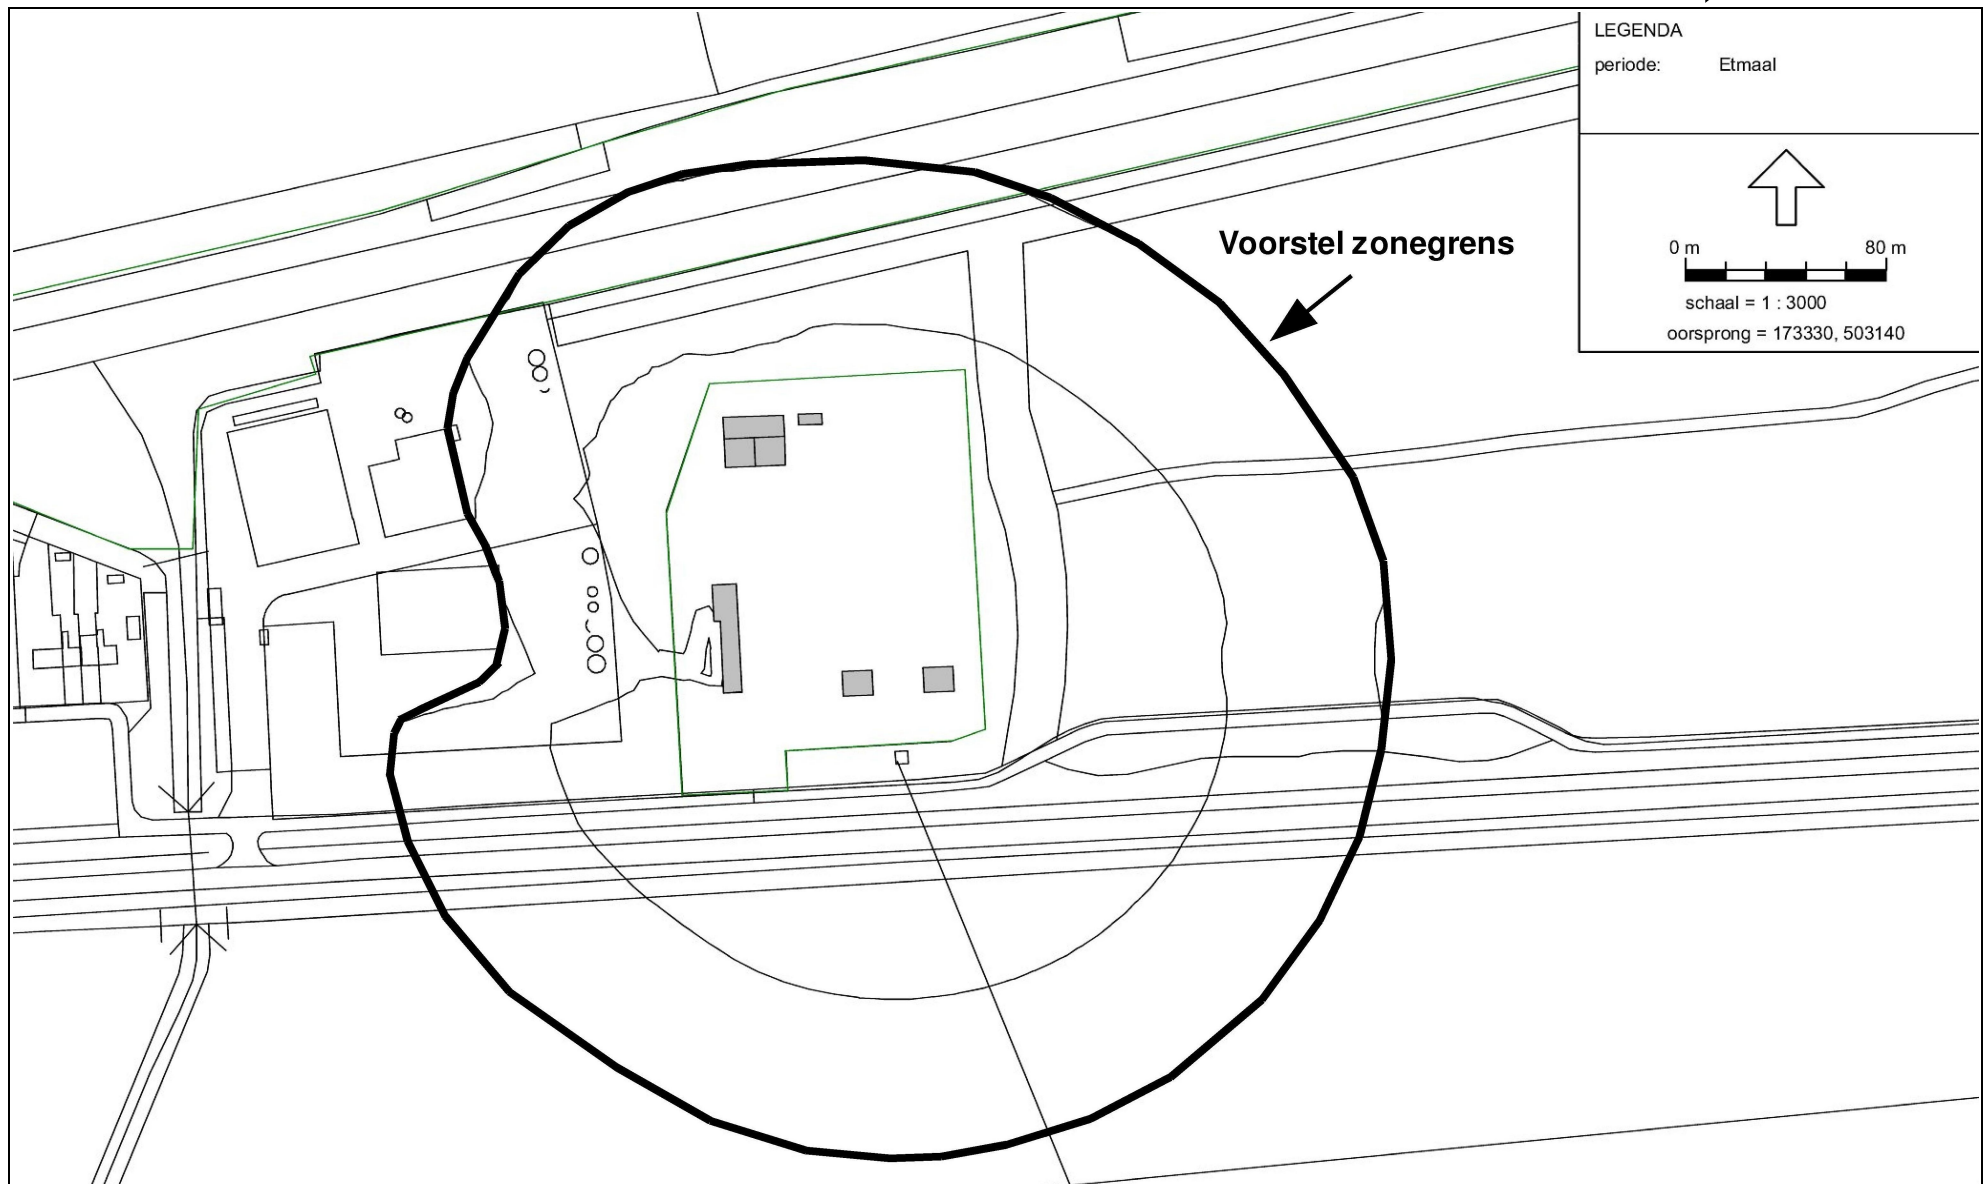 LEGENDA
periode: Etmaal
Voorstel zonegrens
0 m 80 m
schaal = 1 : 3000
oorsprong = 173330, 503140